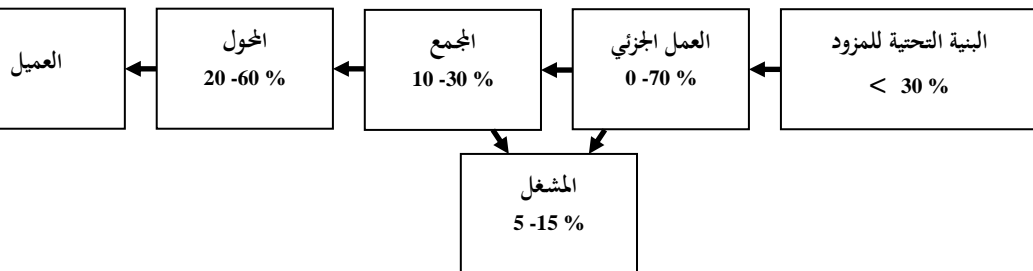 البنية التحتية للمزود
< 30 %
العمل الجزئي
0 -70 %
المجمع
10 -30 %
المحول
20 -60 %
العميل
المشغل
5 -15 %